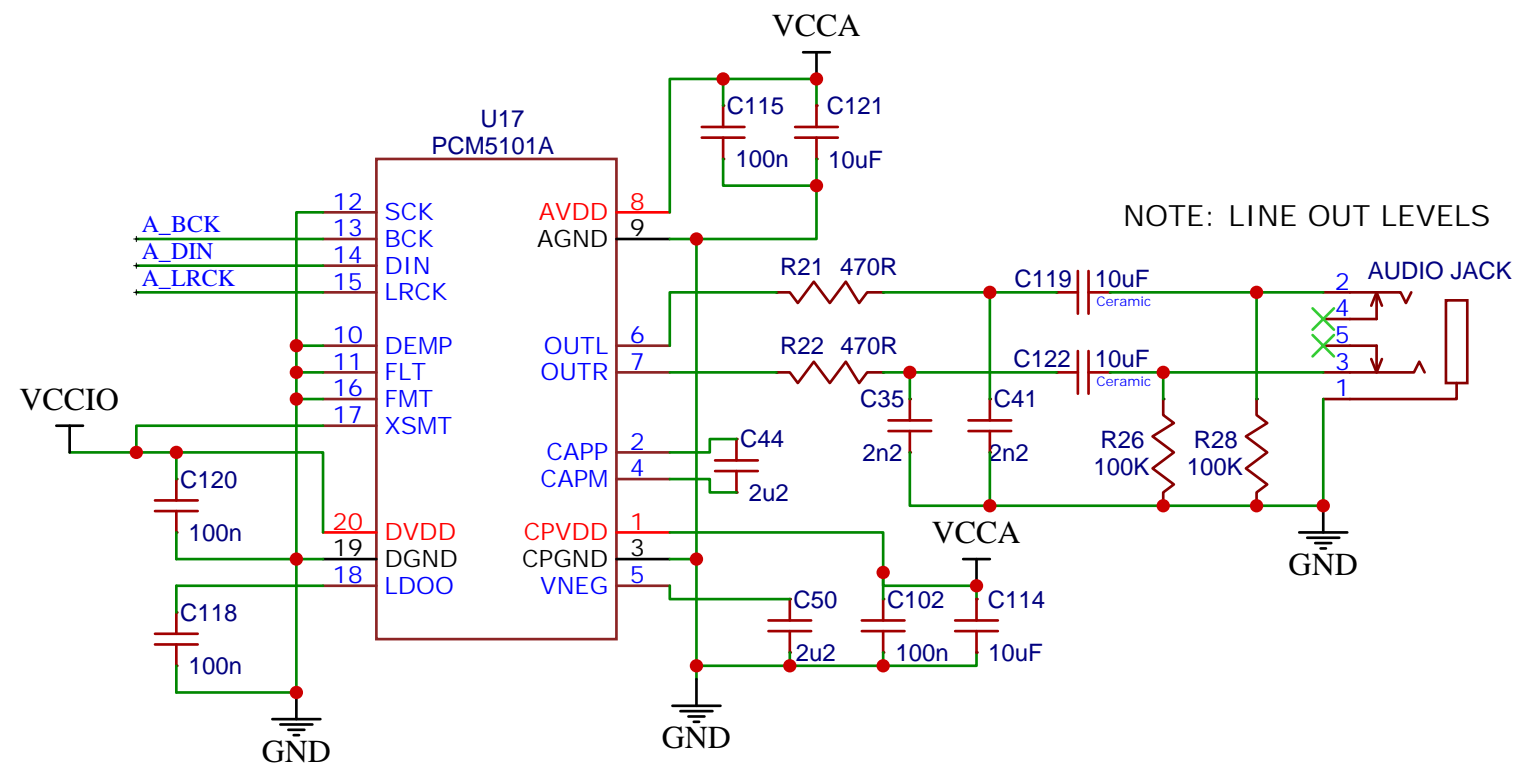 VCCA
C115
C121
100n
10uF
U17
PCM5101A
A_BCK
A_DIN
A_LRCK
12
13
14
15
10
11
16
17
20
19
18
SCK
BCK
DIN
LRCK
DEMP
FLT
FMT
XSMT
DVDD
DGND
LDOO
AVDD
AGND
OUTL
OUTR
CAPP
CAPM
CPVDD
CPGND
VNEG
8
9
6
7
2
4
1
3
5
NOTE: LINE OUT LEVELS
R21 470R
R22 470R
C119 10uF
Ceramic
C122 10uF
Ceramic
AUDIO JACK
2
4
5
3
1
C35
2n2
C41
2n2
R26
100K
R28
100K
GND
VCCIO
C120
100n
C118
100n
GND
C44
2u2
VCCA
C50
2u2
C102
100n
C114
10uF
GND